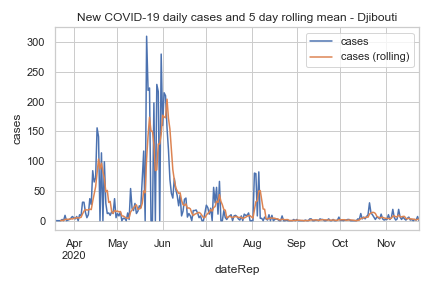 New COVID-19 daily cases and 5 day rolling mean - Djibouti
cases
cases (rolling)
300
250
200
150
100
50
0
cases
Apr
2020
May
Jun
Jul
Aug
Sep
Oct
Nov
dateRep